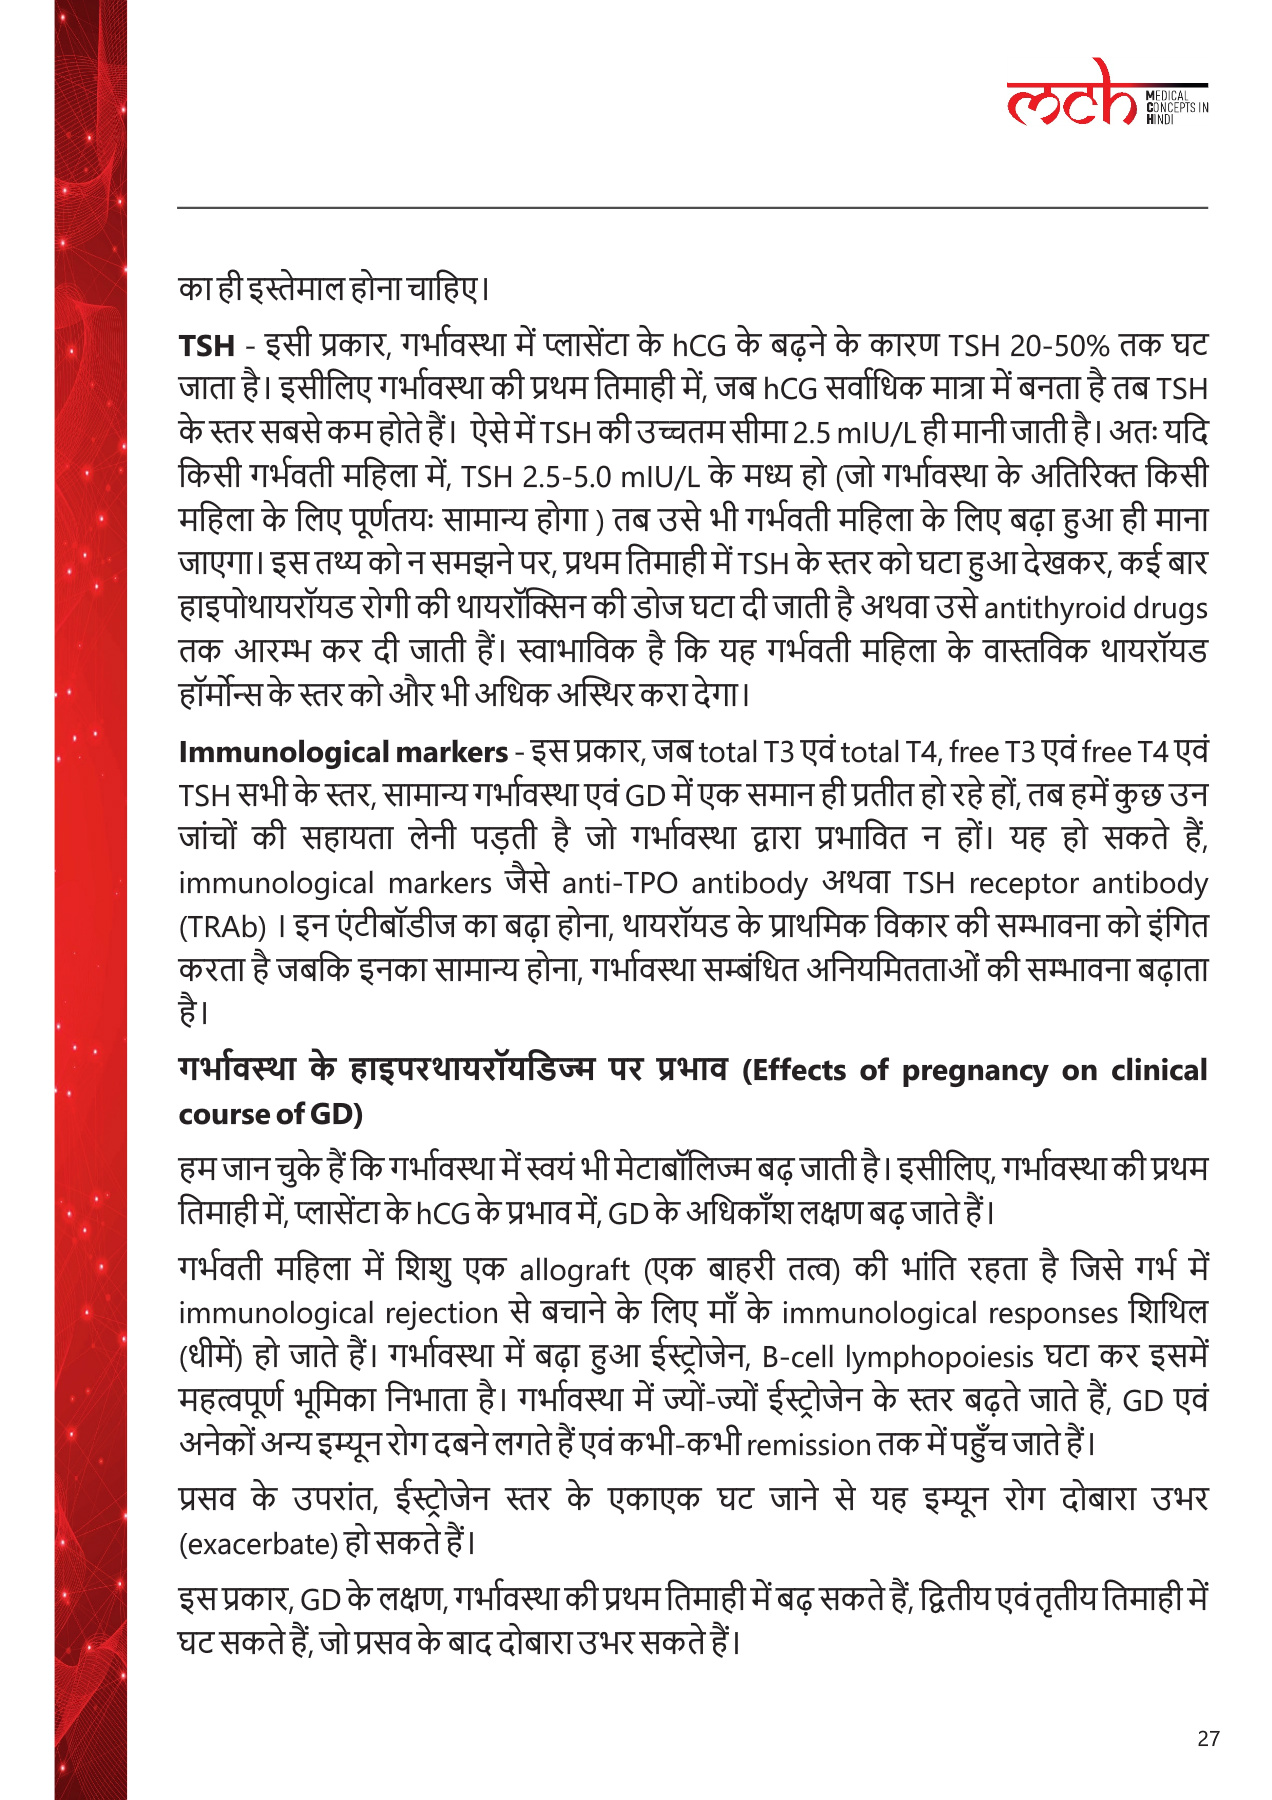 mch
MEDICAL
CONCEPTS IN
HINDI
का ही इस्तेमाल होना चाहिए।
TSH - इसी प्रकार, गर्भावस्था में प्लासेंटा के hCG के बढ़ने के कारण TSH 20-50% तक घट
जाता है। इसीलिए गर्भावस्था की प्रथम तिमाही में, जब hCG सर्वाधिक मात्रा में बनता है तब TSH
के स्तर सबसे कम होते हैं। ऐसे में TSH की उच्चतम सीमा 2.5 mIU/L ही मानी जाती है। अतः यदि
किसी गर्भवती महिला में, TSH 2.5-5.0 mIU/L के मध्य हो (जो गर्भावस्था के अतिरिक्त किसी
महिला के लिए पूर्णतयः सामान्य होगा ) तब उसे भी गर्भवती महिला के लिए बढ़ा हुआ ही माना
जाएगा। इस तथ्य को न समझने पर, प्रथम तिमाही में TSH के स्तर को घटा हुआ देखकर, कई बार
हाइपोथायरॉयड रोगी की थायरॉक्सिन की डोज घटा दी जाती है अथवा उसे antithyroid drugs
तक आरम्भ कर दी जाती हैं। स्वाभाविक है कि यह गर्भवती महिला के वास्तविक थायरॉयड
हॉर्मोन्स के स्तर को और भी अधिक अस्थिर करा देगा।
Immunological markers - इस प्रकार, जब total T3 एवं total T4, free T3 एवं free T4 एवं
TSH सभी के स्तर, सामान्य गर्भावस्था एवं GD में एक समान ही प्रतीत हो रहे हों, तब हमें कुछ उन
जांचों की सहायता लेनी पड़ती है जो गर्भावस्था द्वारा प्रभावित न हों। यह हो सकते हैं,
immunological markers जैसे anti-TPO antibody अथवा TSH receptor antibody
(TRAb) । इन एंटीबॉडीज का बढ़ा होना, थायरॉयड के प्राथमिक विकार की सम्भावना को इंगित
करता है जबकि इनका सामान्य होना, गर्भावस्था सम्बंधित अनियमितताओं की सम्भावना बढ़ाता
है।
गर्भावस्था के हाइपरथायरॉयडिज्म पर प्रभाव (Effects of pregnancy on clinical
course of GD)
हम जान चुके हैं कि गर्भावस्था में स्वयं भी मेटाबॉलिज्म बढ़ जाती है। इसीलिए, गर्भावस्था की प्रथम
तिमाही में, प्लासेंटा के hCG के प्रभाव में, GD के अधिकाँश लक्षण बढ़ जाते हैं।
गर्भवती महिला में शिशु एक allograft (एक बाहरी तत्व) की भांति रहता है जिसे गर्भ में
immunological rejection से बचाने के लिए माँ के immunological responses शिथिल
(धीमें) हो जाते हैं। गर्भावस्था में बढ़ा हुआ ईस्ट्रोजेन, B-cell lymphopoiesis घटा कर इसमें
महत्वपूर्ण भूमिका निभाता है। गर्भावस्था में ज्यों-ज्यों ईस्ट्रोजेन के स्तर बढ़ते जाते हैं, GD एवं
अनेकों अन्य इम्यून रोग दबने लगते हैं एवं कभी-कभी remission तक में पहुँच जाते हैं।
प्रसव के उपरांत, ईस्ट्रोजेन स्तर के एकाएक घट जाने से यह इम्यून रोग दोबारा उभर
(exacerbate) हो सकते हैं।
इस प्रकार, GD के लक्षण, गर्भावस्था की प्रथम तिमाही में बढ़ सकते हैं, द्वितीय एवं तृतीय तिमाही में
घट सकते हैं, जो प्रसव के बाद दोबारा उभर सकते हैं।
27